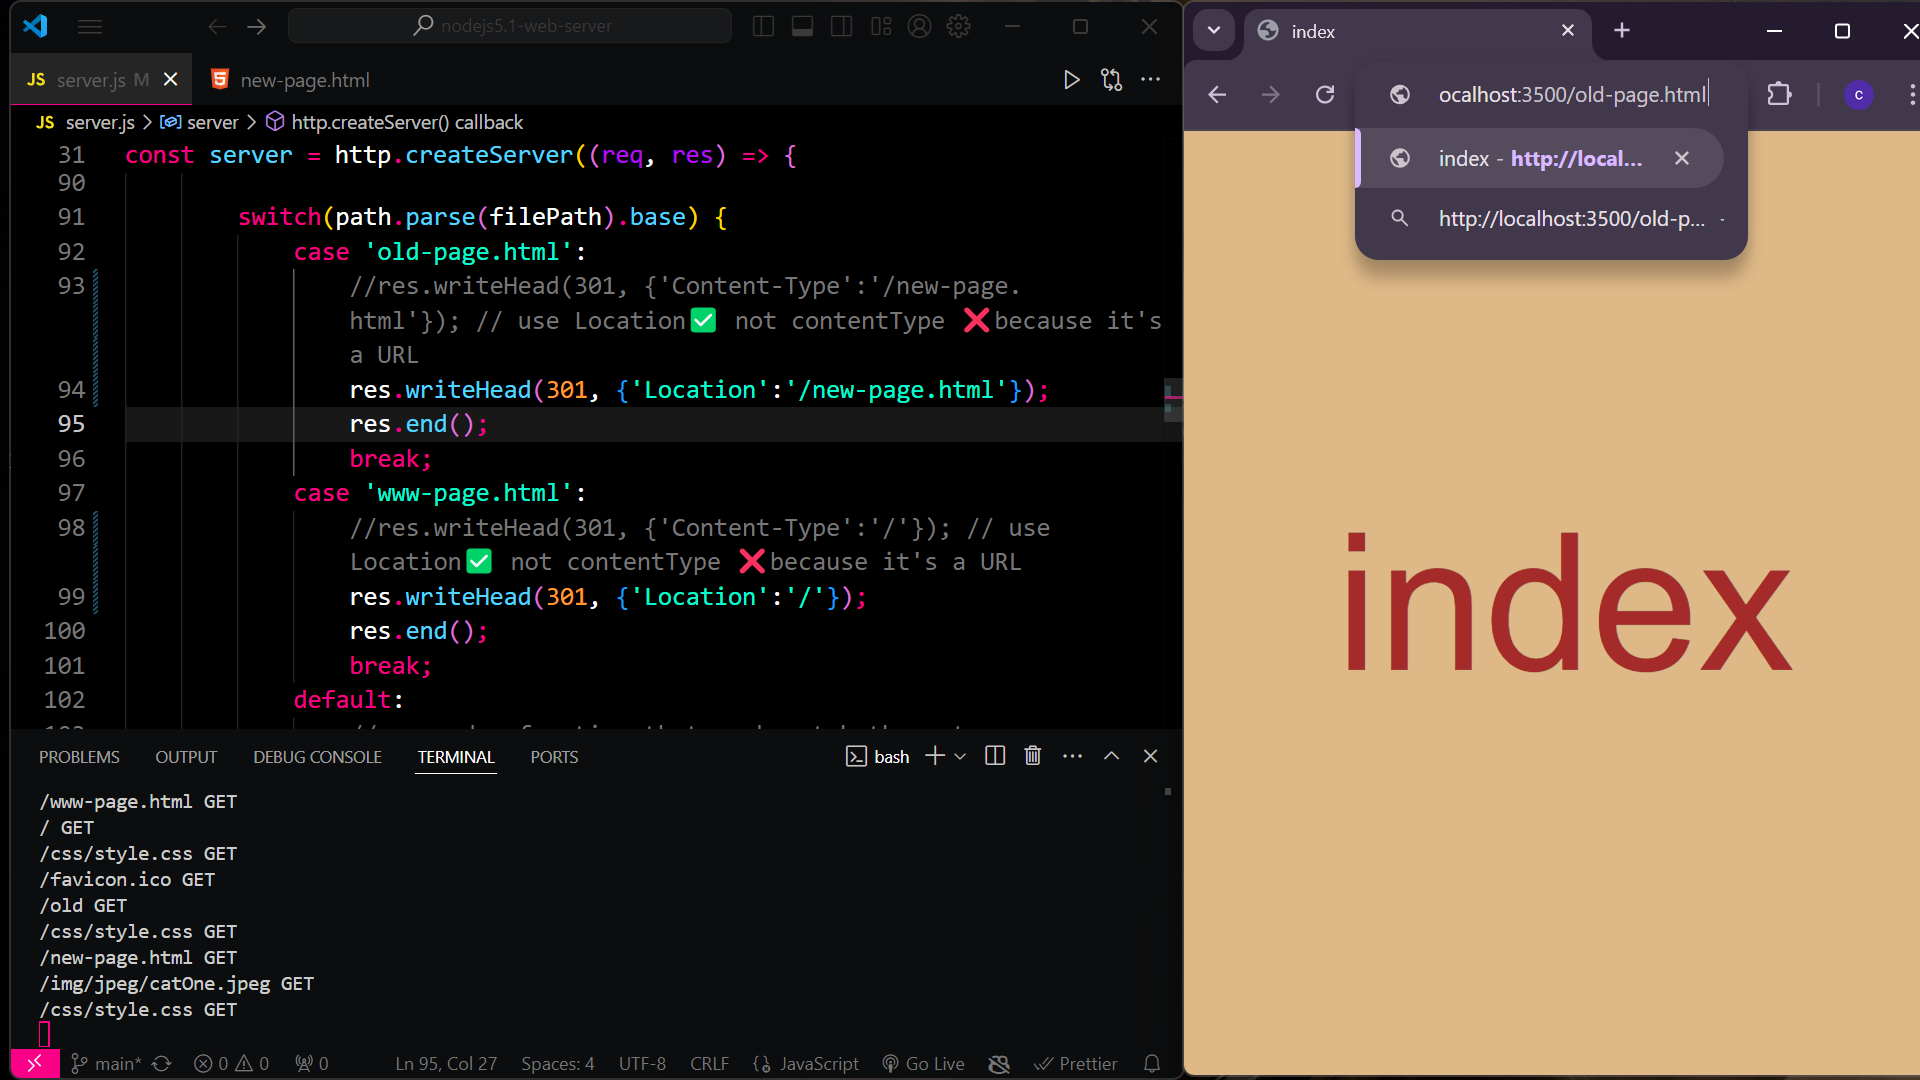 nodejs5.1-web-server
JS server.js M
new-page.html
JS server.js > server > http.createServer() callback
31 const server = http.createServer((req, res) => {
90
91 switch(path.parse(filePath).base) {
92 case 'old-page.html':
93 //res.writeHead(301, {'Content-Type':'/new-page.
html'}); // use Location✅ not contentType ❌because it's
a URL
94 res.writeHead(301, {'Location':'/new-page.html'});
95 res.end();
96 break;
97 case 'www-page.html':
98 //res.writeHead(301, {'Content-Type':'/'}); // use
Location✅ not contentType ❌because it's a URL
99 res.writeHead(301, {'Location':'/'});
100 res.end();
101 break;
102 default:
PROBLEMS OUTPUT DEBUG CONSOLE TERMINAL PORTS
bash
/www-page.html GET
/ GET
/css/style.css GET
/favicon.ico GET
/old GET
/css/style.css GET
/new-page.html GET
/img/jpeg/catOne.jpeg GET
/css/style.css GET
main* 0 0 0 Ln 95, Col 27 Spaces: 4 UTF-8 CRLF JavaScript Go Live Prettier
index
ocalhost:3500/old-page.html
c
index - http://local...
http://localhost:3500/old-p... -
index